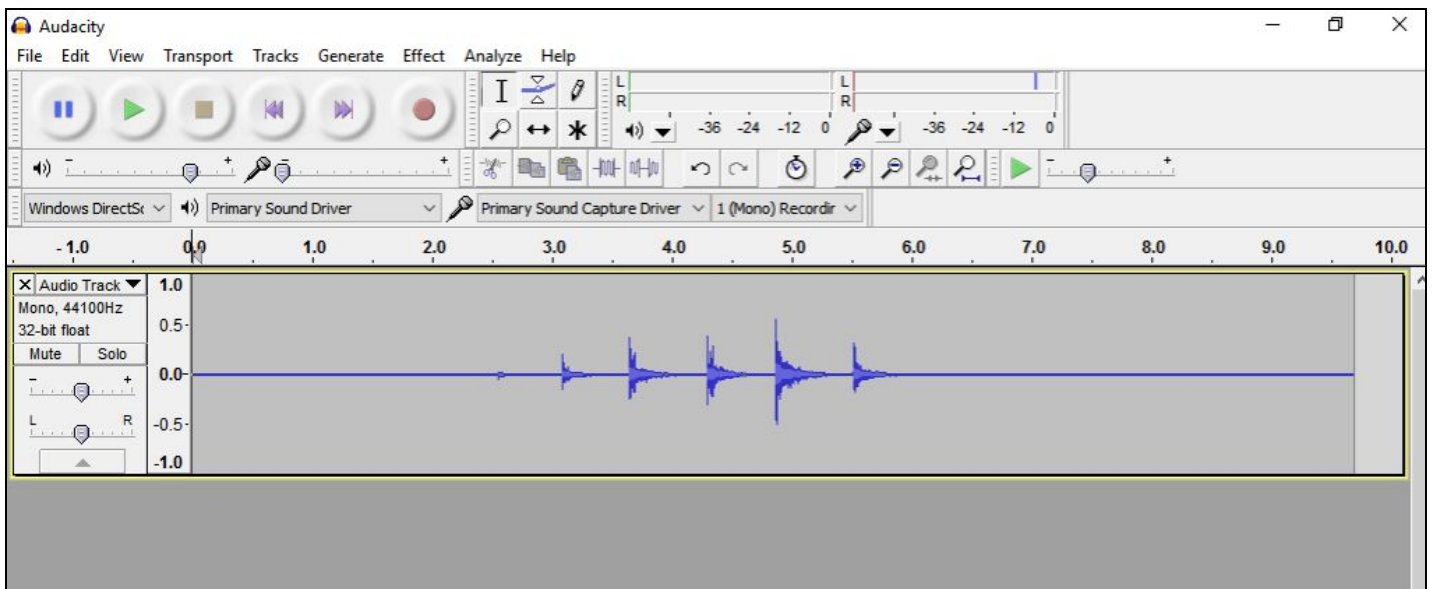 Audacity
File Edit View Transport Tracks Generate Effect Analyze Help
L
R
-36 -24 -12 0
L
R
-36 -24 -12 0
- +
- +
- +
Windows DirectSc
Primary Sound Driver
Primary Sound Capture Driver
1 (Mono) Recordir
- 1.0 0.0 1.0 2.0 3.0 4.0 5.0 6.0 7.0 8.0 9.0 10.0
X Audio Track
Mono, 44100Hz
32-bit float
Mute Solo
- +
L R
1.0
0.5-
0.0-
-0.5-
-1.0